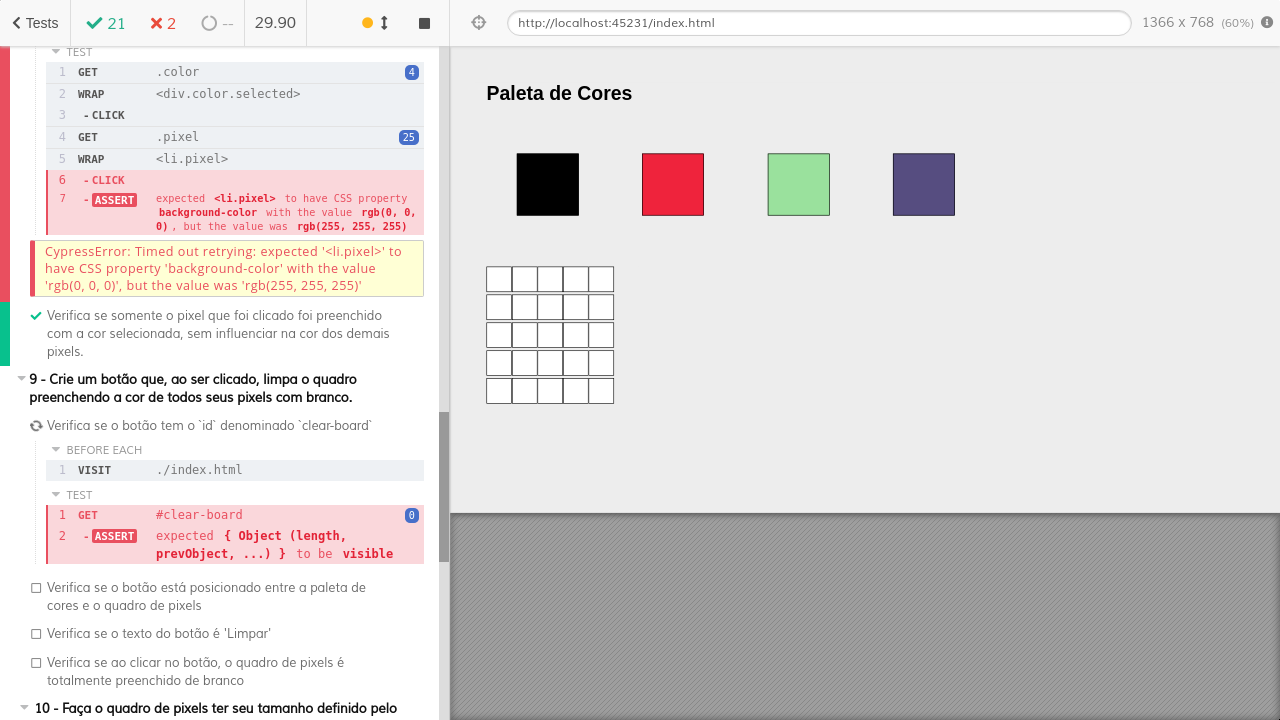 Tests 21 2 -- 29.90
http://localhost:45231/index.html 1366 x 768 (60%)
TEST
1 GET .color 4
2 WRAP <div.color.selected>
3 - CLICK
4 GET .pixel 25
5 WRAP <li.pixel>
6 - CLICK
7 - ASSERT expected <li.pixel> to have CSS property
background-color with the value rgb(0, 0,
0) , but the value was rgb(255, 255, 255)
CypressError: Timed out retrying: expected '<li.pixel>' to
have CSS property 'background-color' with the value
'rgb(0, 0, 0)', but the value was 'rgb(255, 255, 255)'
Verifica se somente o pixel que foi clicado foi preenchido
com a cor selecionada, sem influenciar na cor dos demais
pixels.
9 - Crie um botão que, ao ser clicado, limpa o quadro
preenchendo a cor de todos seus pixels com branco.
Verifica se o botão tem o `id` denominado `clear-board`
BEFORE EACH
1 VISIT ./index.html
TEST
1 GET #clear-board 0
2 - ASSERT expected { Object (length,
prevObject, ...) } to be visible
Verifica se o botão está posicionado entre a paleta de
cores e o quadro de pixels
Verifica se o texto do botão é 'Limpar'
Verifica se ao clicar no botão, o quadro de pixels é
totalmente preenchido de branco
10 - Faça o quadro de pixels ter seu tamanho definido pelo
Paleta de Cores